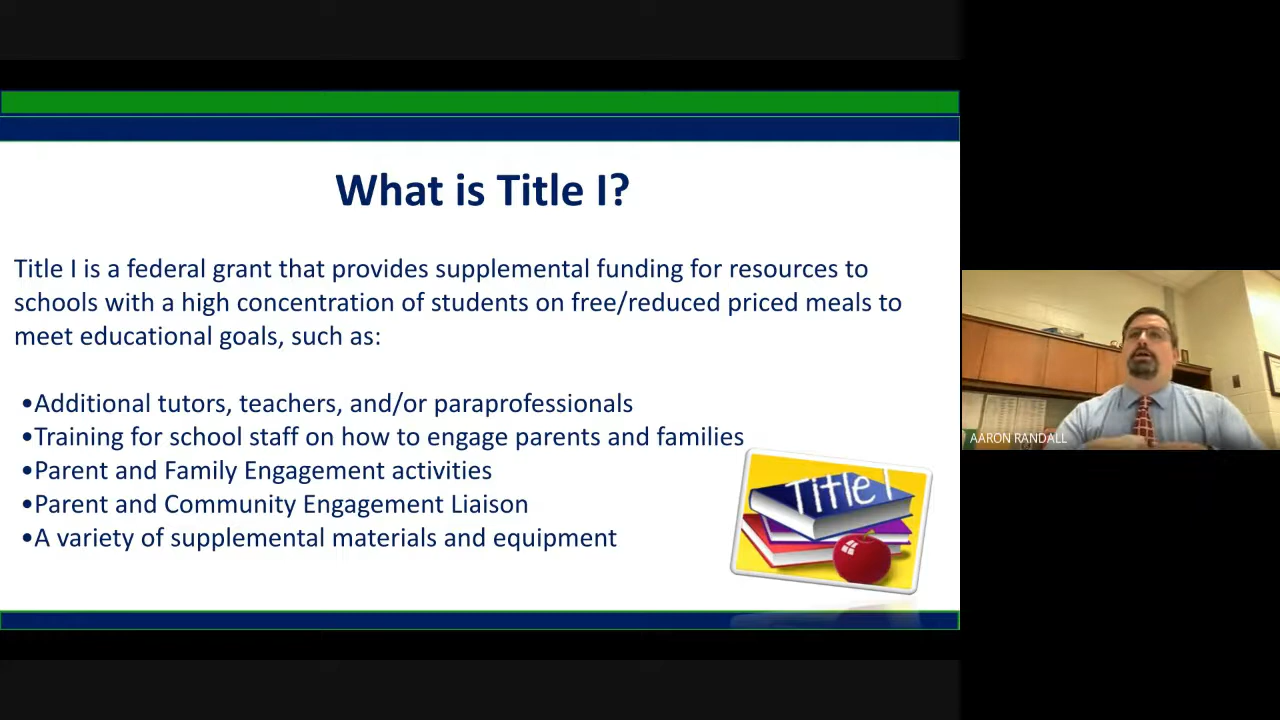 What is Title I?
Title I is a federal grant that provides supplemental funding for resources to
schools with a high concentration of students on free/reduced priced meals to
meet educational goals, such as:
•Additional tutors, teachers, and/or paraprofessionals
•Training for school staff on how to engage parents and families
•Parent and Family Engagement activities
•Parent and Community Engagement Liaison
•A variety of supplemental materials and equipment
Title I
AARON RANDALL